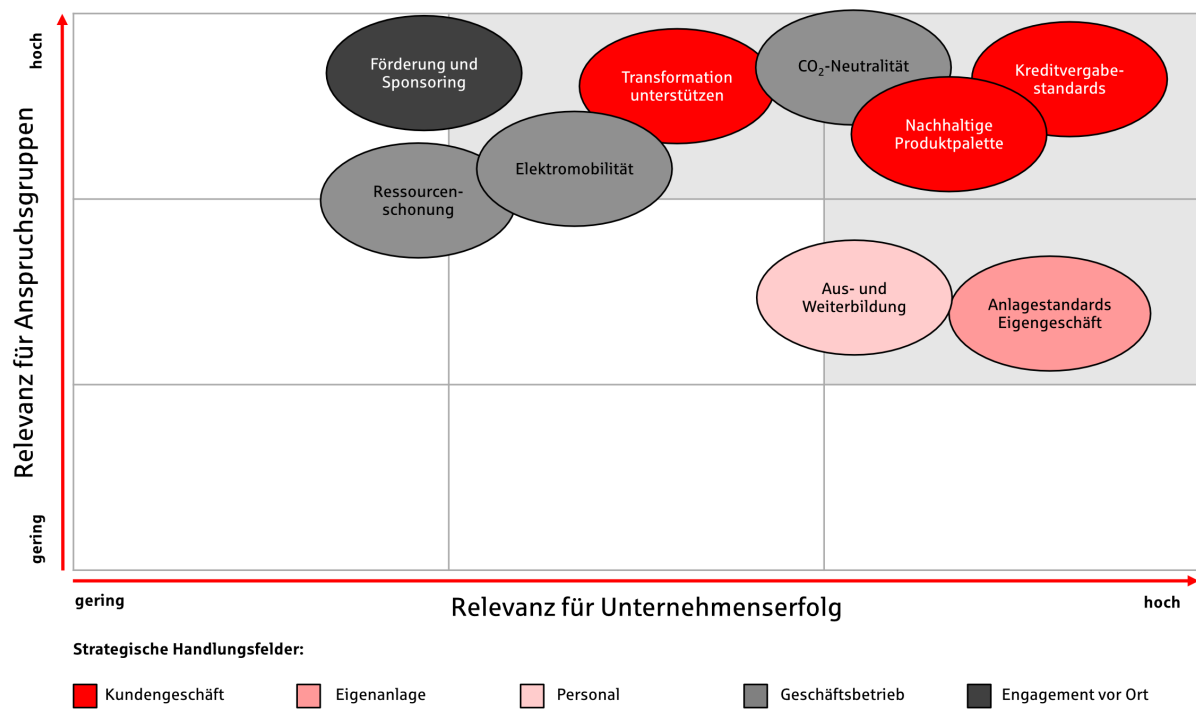 hoch
Relevanz für Anspruchsgruppen
gering
Förderung und
Sponsoring
Transformation
unterstützen
CO₂-Neutralität
Kreditvergabe-
standards
Nachhaltige
Produktpalette
Elektromobilität
Ressourcen-
schonung
Aus- und
Weiterbildung
Anlagestandards
Eigengeschäft
gering
Relevanz für Unternehmenserfolg
hoch
Strategische Handlungsfelder:
Kundengeschäft
Eigenanlage
Personal
Geschäftsbetrieb
Engagement vor Ort